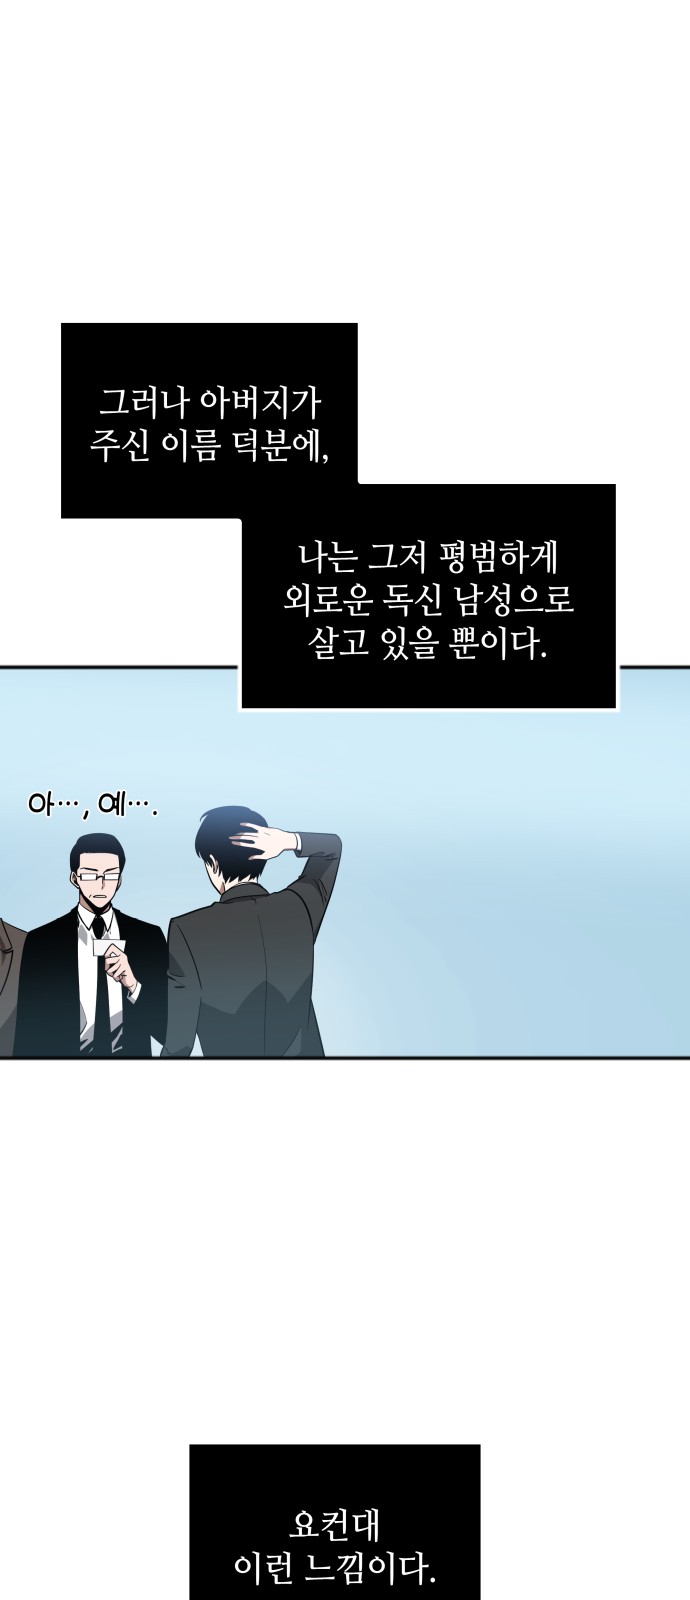 그러나 아버지가
주신 이름 덕분에,
나는 그저 평범하게
외로운 독신 남성으로
살고 있을 뿐이다.
아…, 예….
요컨대
이런 느낌이다.